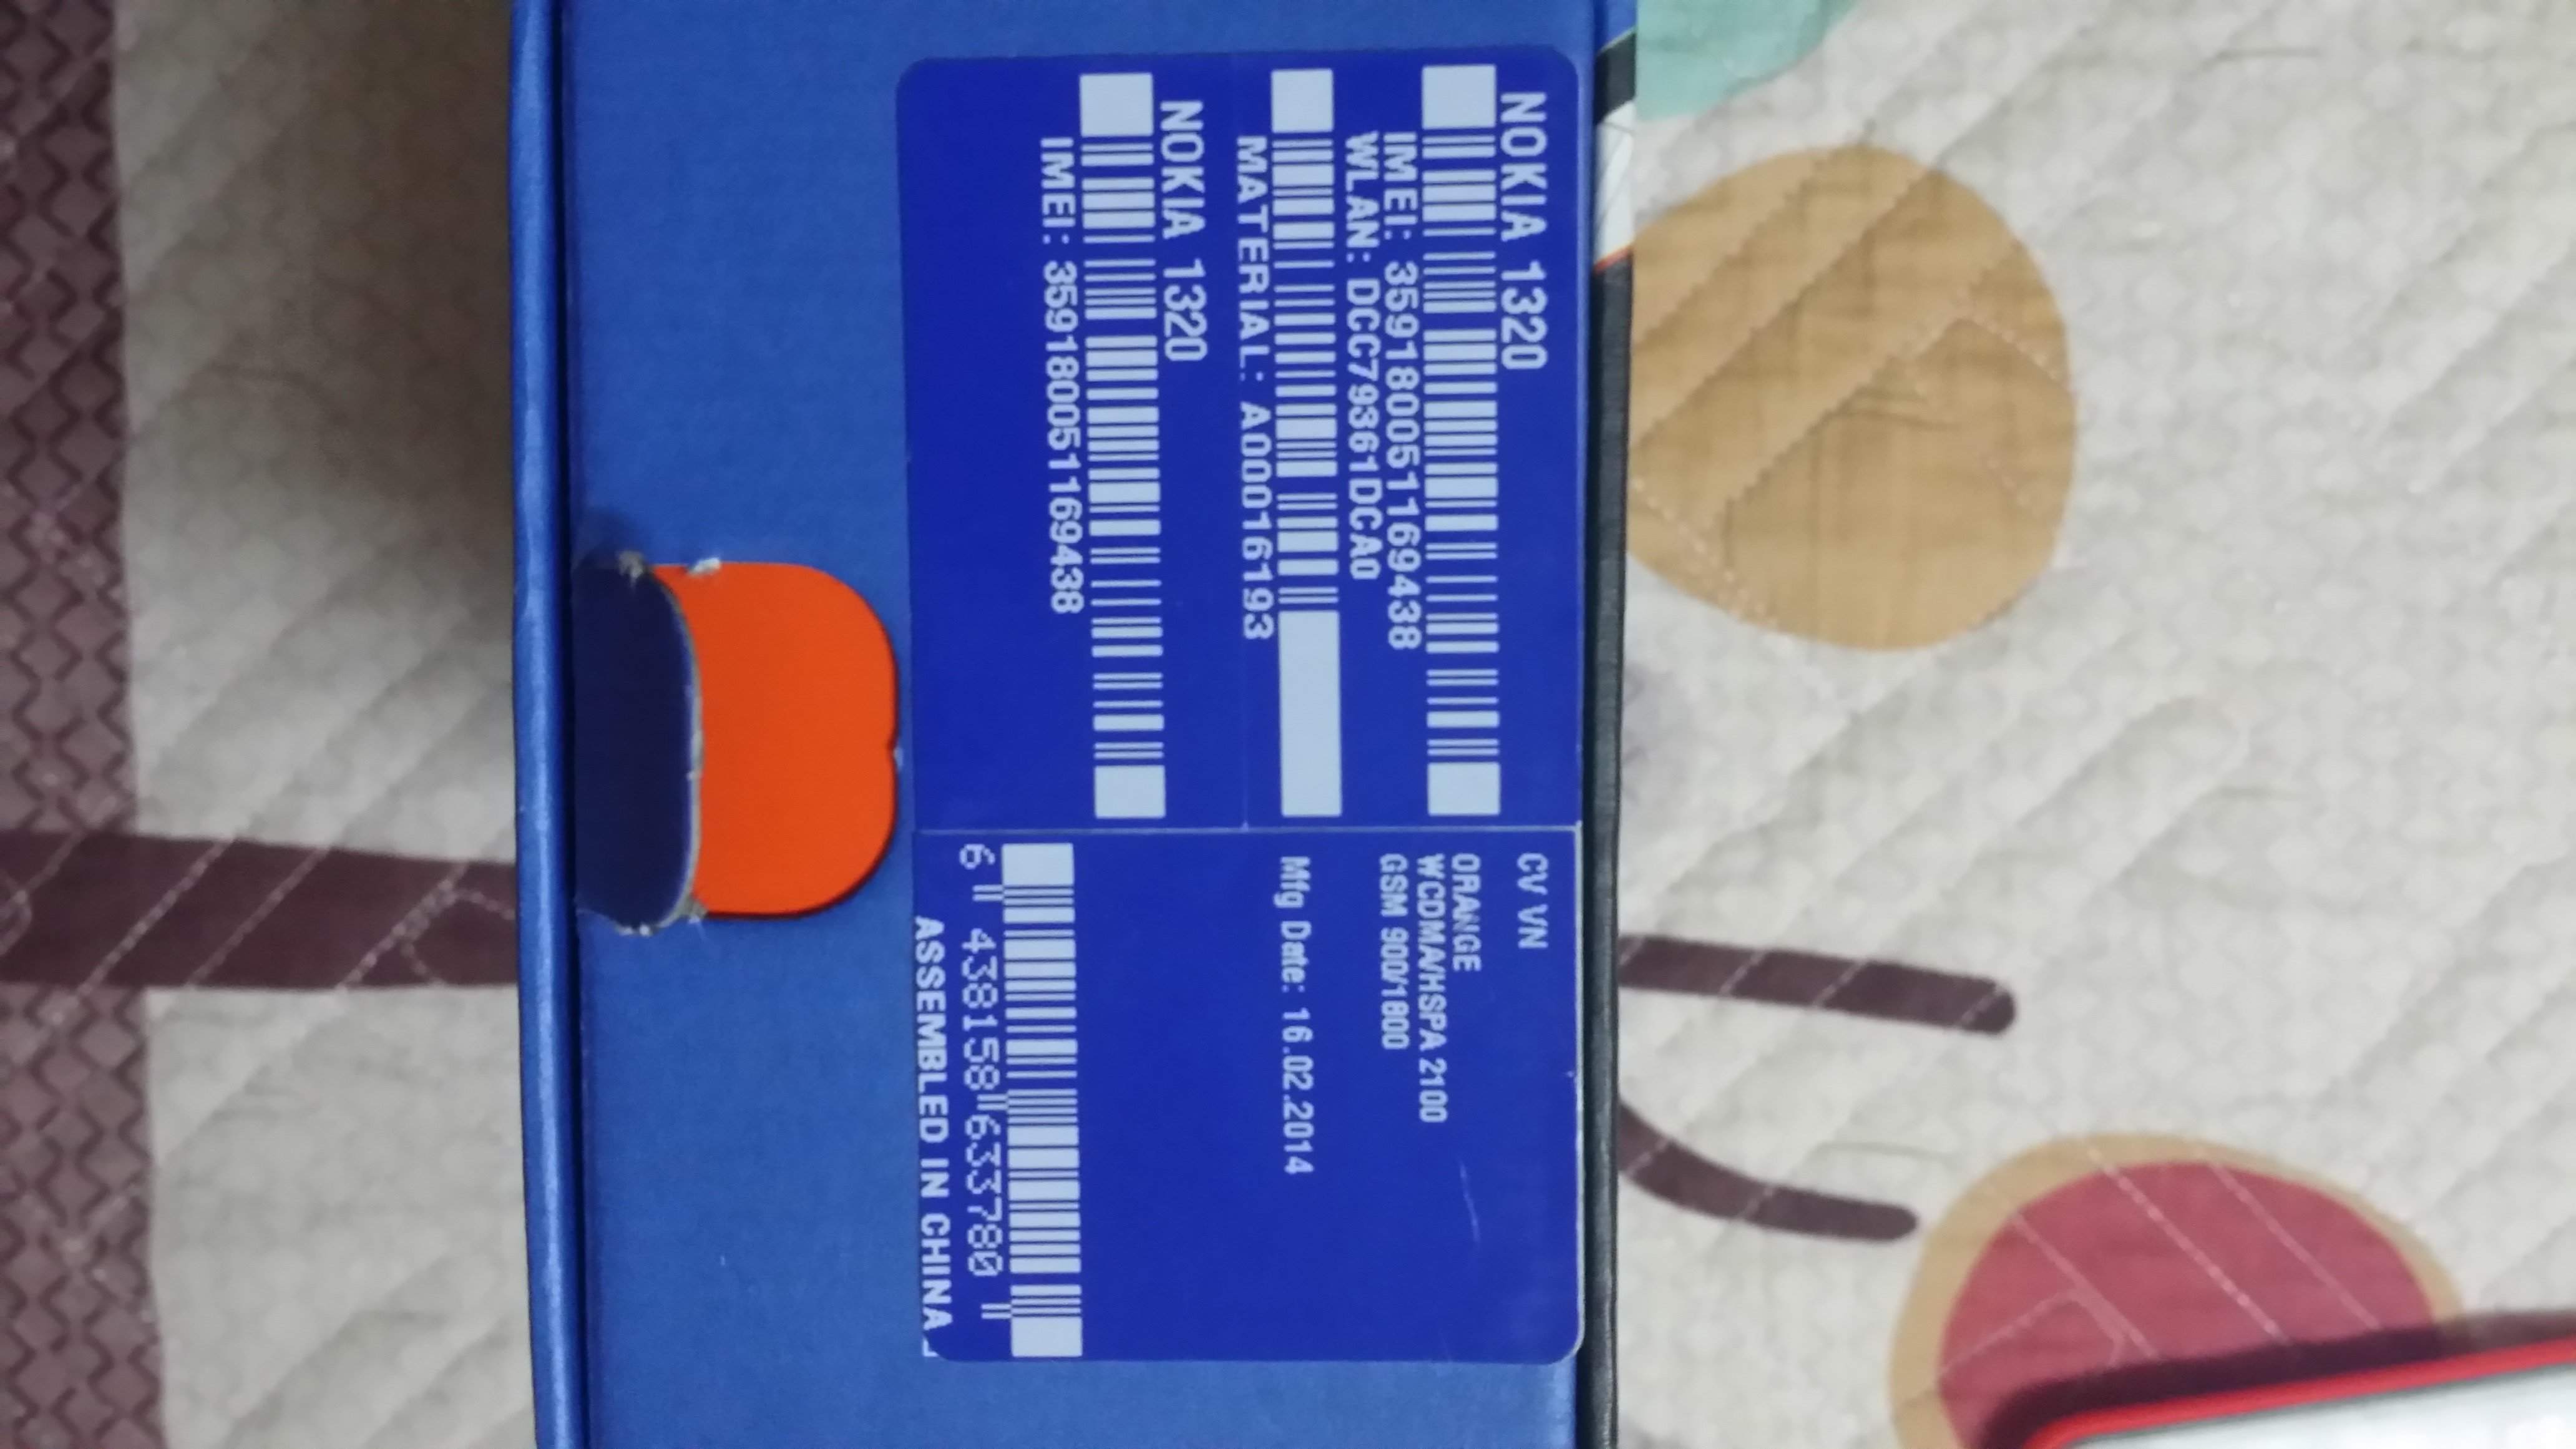 NOKIA 1320
IMEI: 359180051169438
WLAN: DCC79361DCA0
MATERIAL: A00016193
NOKIA 1320
IMEI: 359180051169438
CV VN
ORANGE
WCDMA/HSPA 2100
GSM 900/1800
Mfg Date: 16.02.2014
6 438158 633780
ASSEMBLED IN CHINA